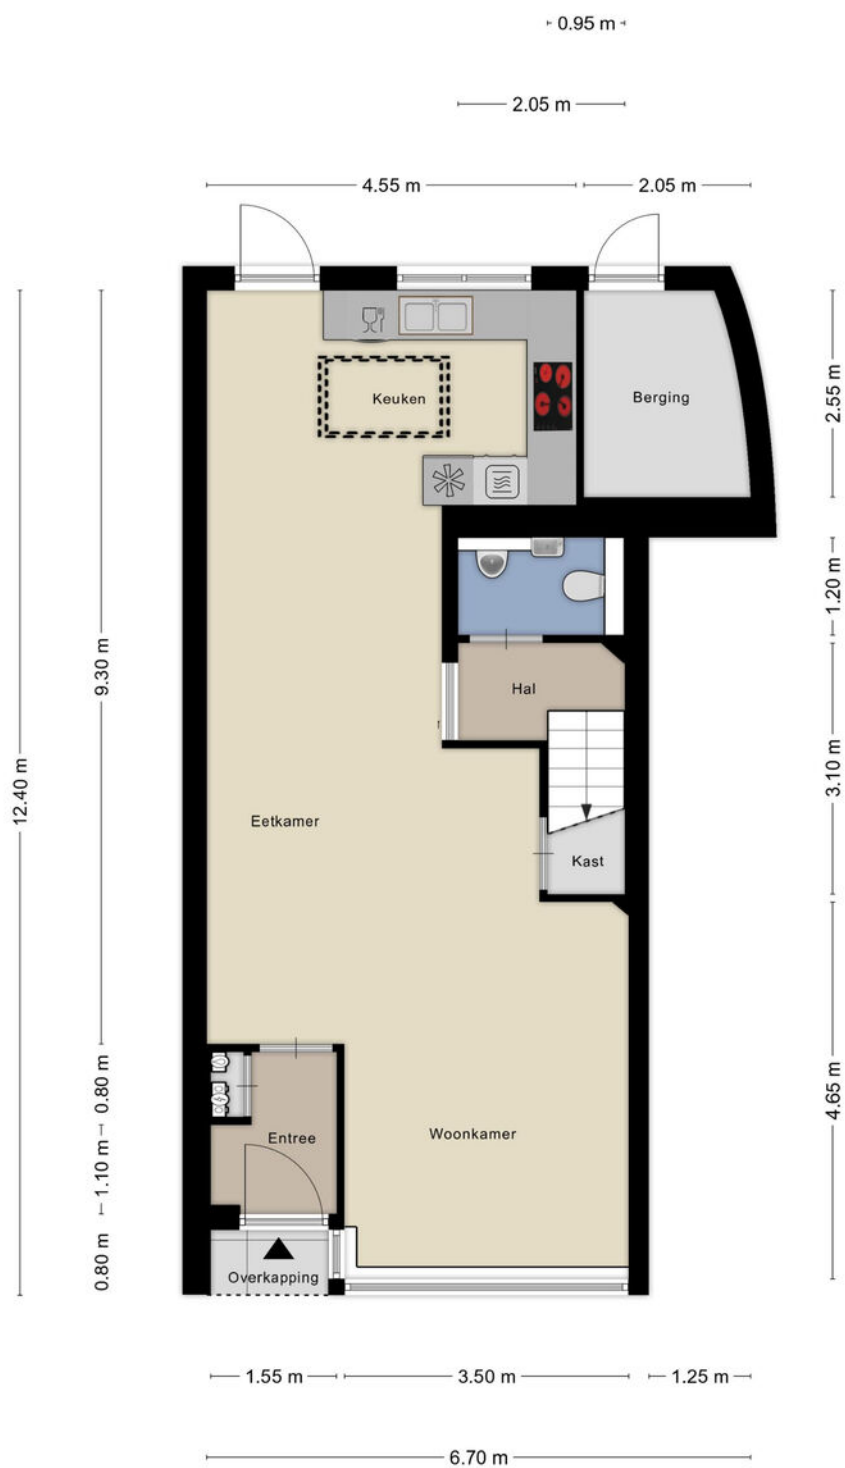 0.95 m
2.05 m
4.55 m
2.05 m
Keuken
Berging
2.55 m
1.20 m
9.30 m
Hal
12.40 m
3.10 m
Eetkamer
Kast
0.80 m
4.65 m
Woonkamer
Entree
1.10 m
0.80 m
Overkapping
1.55 m
3.50 m
1.25 m
6.70 m